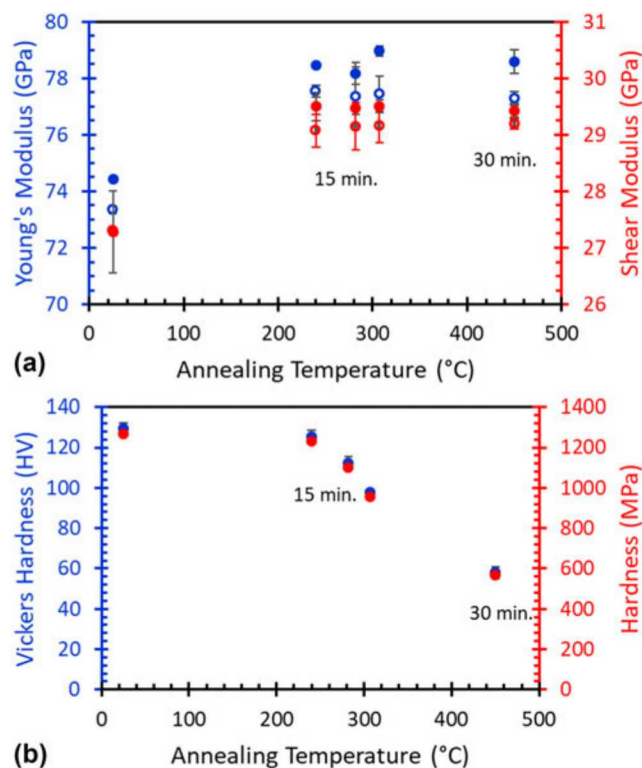 80
78
76
74
72
70
Young's Modulus (GPa)
31
30
29
28
27
26
Shear Modulus (GPa)
15 min.
30 min.
0 100 200 300 400 500
(a)
Annealing Temperature (°C)
140
120
100
80
60
40
20
0
Vickers Hardness (HV)
1400
1200
1000
800
600
400
200
0
Hardness (MPa)
15 min.
30 min.
0 100 200 300 400 500
(b)
Annealing Temperature (°C)